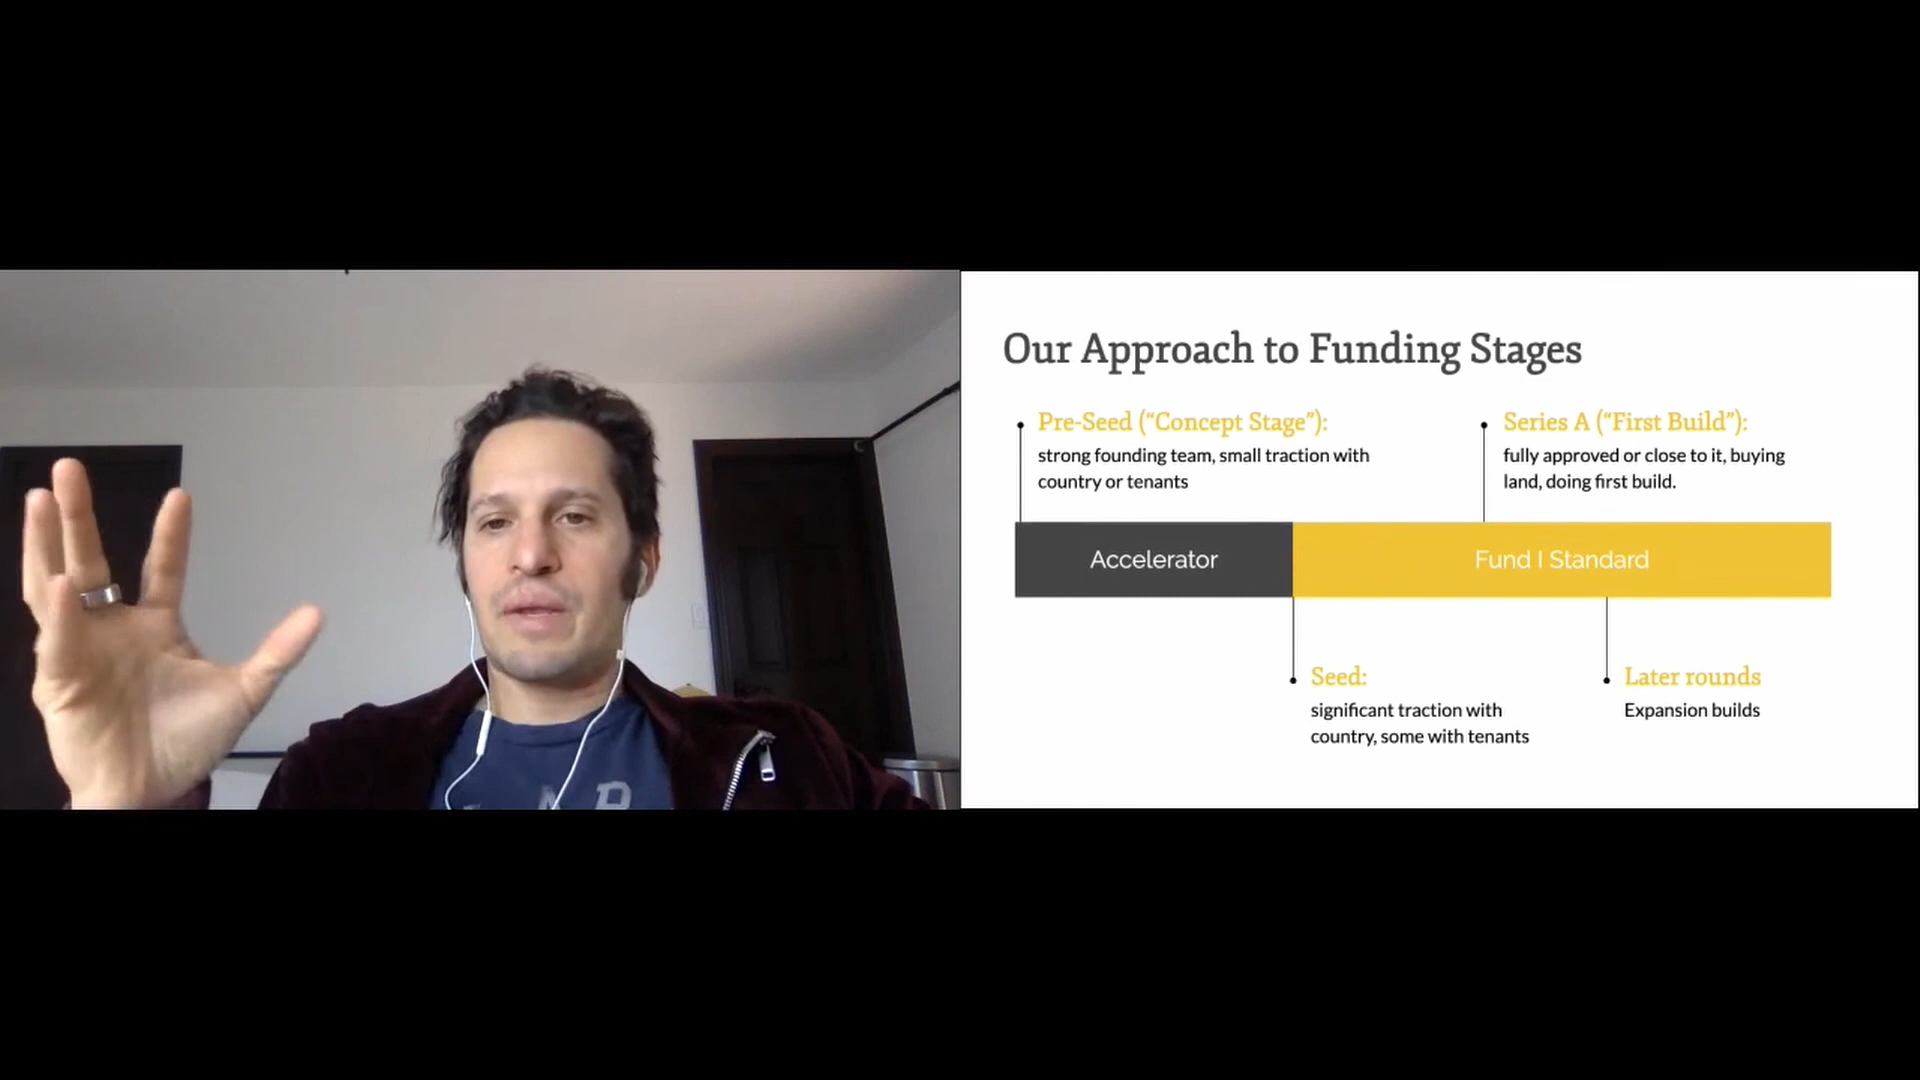 Our Approach to Funding Stages
Pre-Seed (“Concept Stage”):
strong founding team, small traction with
country or tenants
Series A (“First Build”):
fully approved or close to it, buying
land, doing first build.
Accelerator
Fund I Standard
Seed:
significant traction with
country, some with tenants
Later rounds
Expansion builds